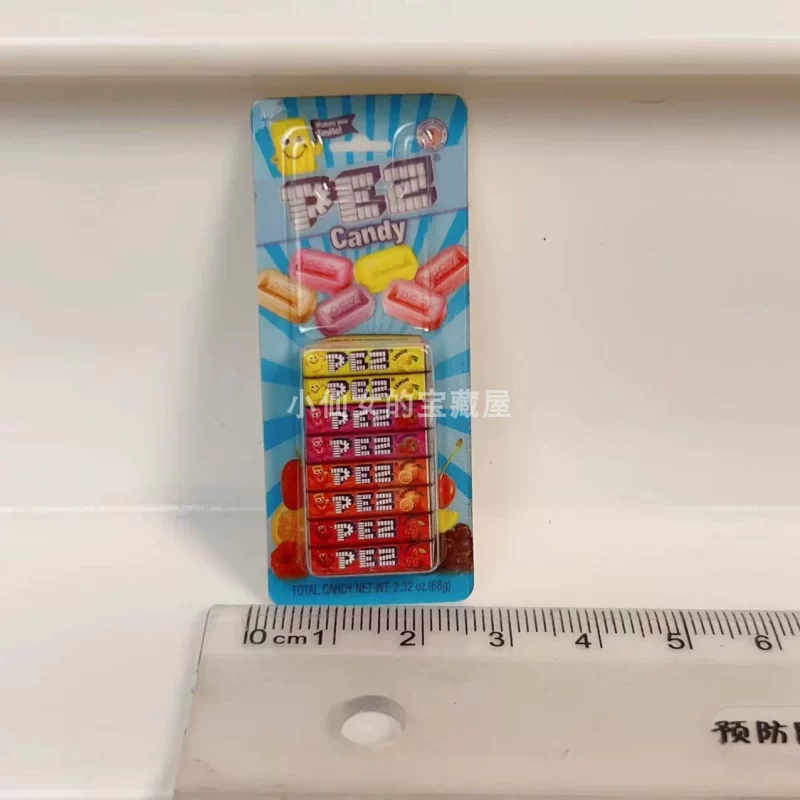 Makes you
Smile!
PEZ®
Candy
PEZ
PEZ
小仙女的宝藏屋
PEZ
PEZ
PEZ
PEZ
PEZ
PEZ
TOTAL CANDY NET WT. 2.32 oz (66g)
0 cm 1 2 3 4 5 6
预防